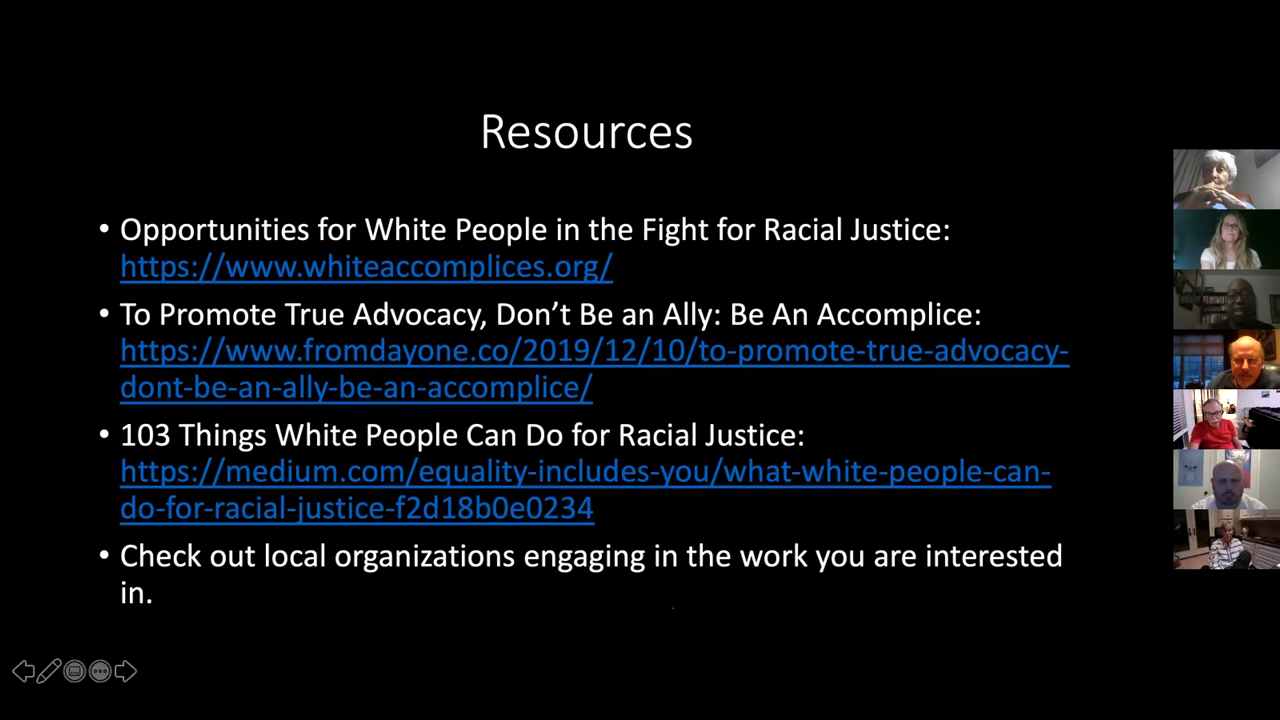 Resources
• Opportunities for White People in the Fight for Racial Justice:
https://www.whiteaccomplices.org/
• To Promote True Advocacy, Don’t Be an Ally: Be An Accomplice:
https://www.fromdayone.co/2019/12/10/to-promote-true-advocacy-
dont-be-an-ally-be-an-accomplice/
• 103 Things White People Can Do for Racial Justice:
https://medium.com/equality-includes-you/what-white-people-can-
do-for-racial-justice-f2d18b0e0234
• Check out local organizations engaging in the work you are interested
in.